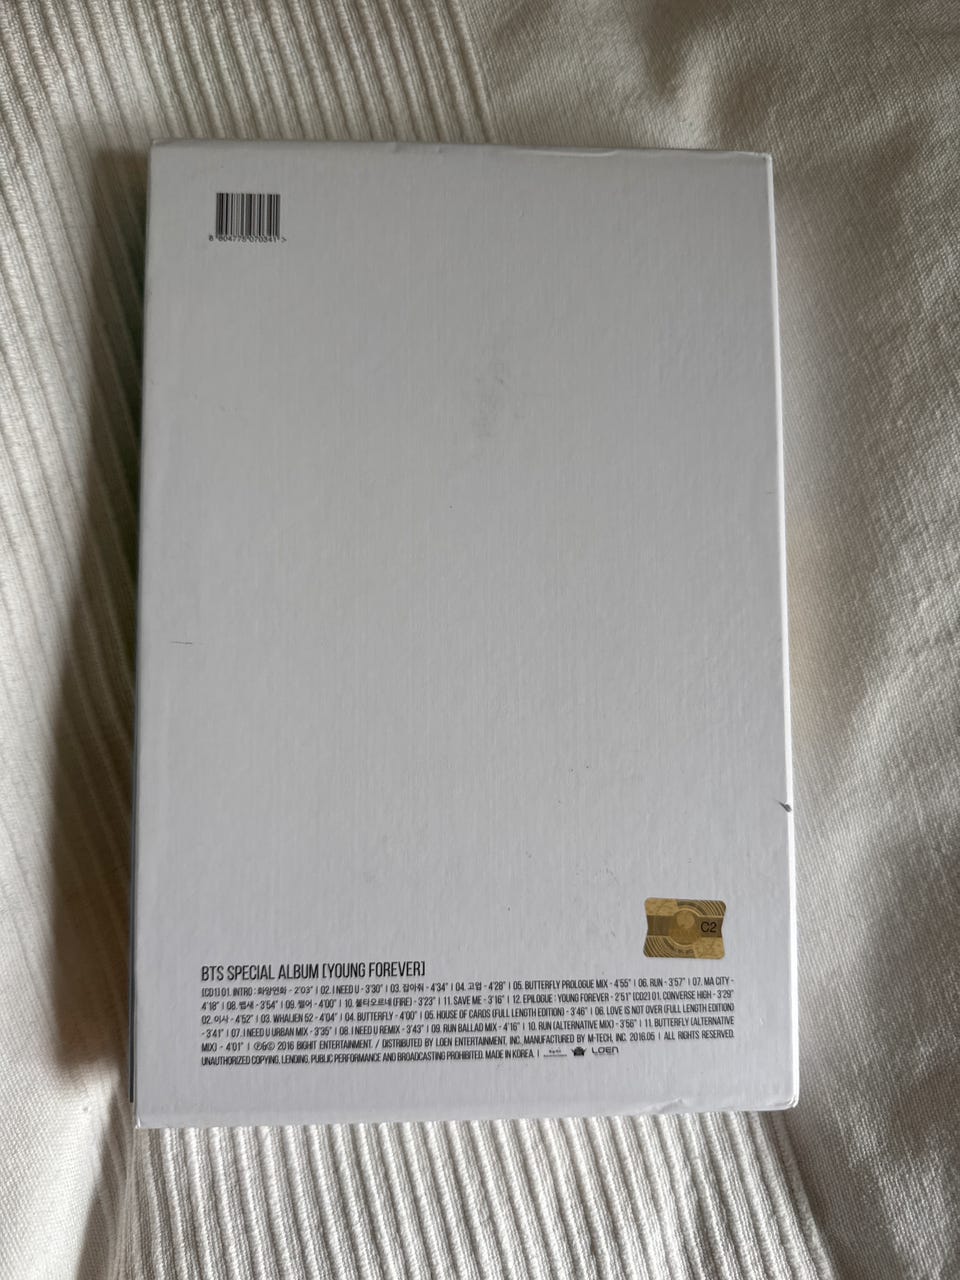 8 804775 070341 >
C2
BTS SPECIAL ALBUM [YOUNG FOREVER]
[CD1] 01. INTRO : 화양연화 - 2'03" | 02. I NEED U - 3'30" | 03. 잡아줘 - 4'34" | 04. 고엽 - 4'28" | 05. BUTTERFLY PROLOGUE MIX - 4'55" | 06. RUN - 3'57" | 07. MA CITY -
4'18" | 08. 뱁새 - 3'54" | 09. 쩔어 - 4'00" | 10. 불타오르네 (FIRE) - 3'23" | 11. SAVE ME - 3'16" | 12. EPILOGUE : YOUNG FOREVER - 2'51" [CD2] 01. CONVERSE HIGH - 3'29"
02. 이사 - 4'52" | 03. WHALIEN 52 - 4'04" | 04. BUTTERFLY - 4'00" | 05. HOUSE OF CARDS (FULL LENGTH EDITION) - 3'46" | 06. LOVE IS NOT OVER (FULL LENGTH EDITION)
- 3'41" | 07. I NEED U URBAN MIX - 3'35" | 08. I NEED U REMIX - 3'43" | 09. RUN BALLAD MIX - 4'16" | 10. RUN (ALTERNATIVE MIX) - 3'56" | 11. BUTTERFLY (ALTERNATIVE
MIX) - 4'01" | ℗&© 2016 BIGHIT ENTERTAINMENT. / DISTRIBUTED BY LOEN ENTERTAINMENT, INC. MANUFACTURED BY M-TECH, INC. 2016.05 | ALL RIGHTS RESERVED.
UNAUTHORIZED COPYING, LENDING, PUBLIC PERFORMANCE AND BROADCASTING PROHIBITED. MADE IN KOREA. | LOEN